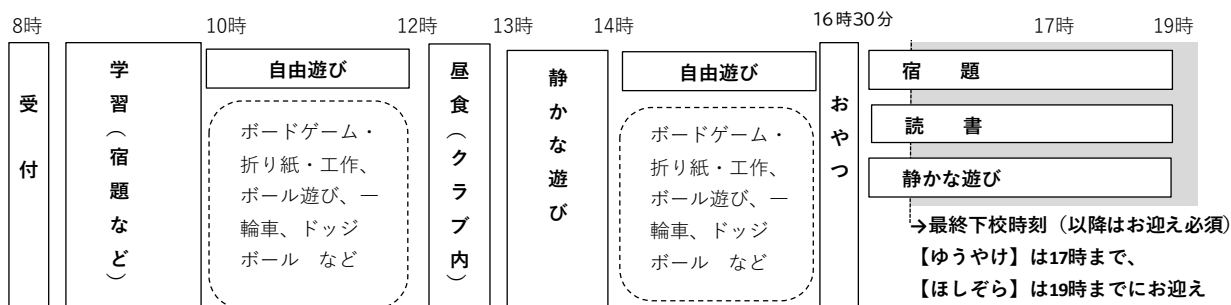 8時
10時
12時
13時
14時
16時30分
17時
19時
受付
学習(宿題など)
自由遊び
ボードゲーム・
折り紙・工作、
ボール遊び、一
輪車、ドッジ
ボール など
昼食(クラブ内)
静かな遊び
自由遊び
ボードゲーム・
折り紙・工作、
ボール遊び、一
輪車、ドッジ
ボール など
おやつ
宿 題
読 書
静かな遊び
→最終下校時刻(以降はお迎え必須)
【ゆうやけ】は17時まで、
【ほしぞら】は19時までにお迎え